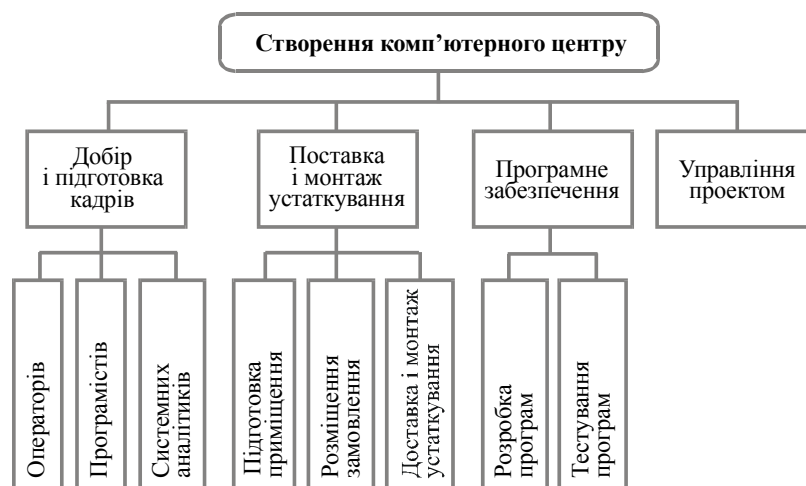 Створення комп’ютерного центру
Добір
і підготовка
кадрів
Поставка
і монтаж
устаткування
Програмне
забезпечення
Управління
проектом
Операторів
Програмістів
Системних
аналітиків
Підготовка
приміщення
Розміщення
замовлення
Доставка і монтаж
устаткування
Розробка
програм
Тестування
програм